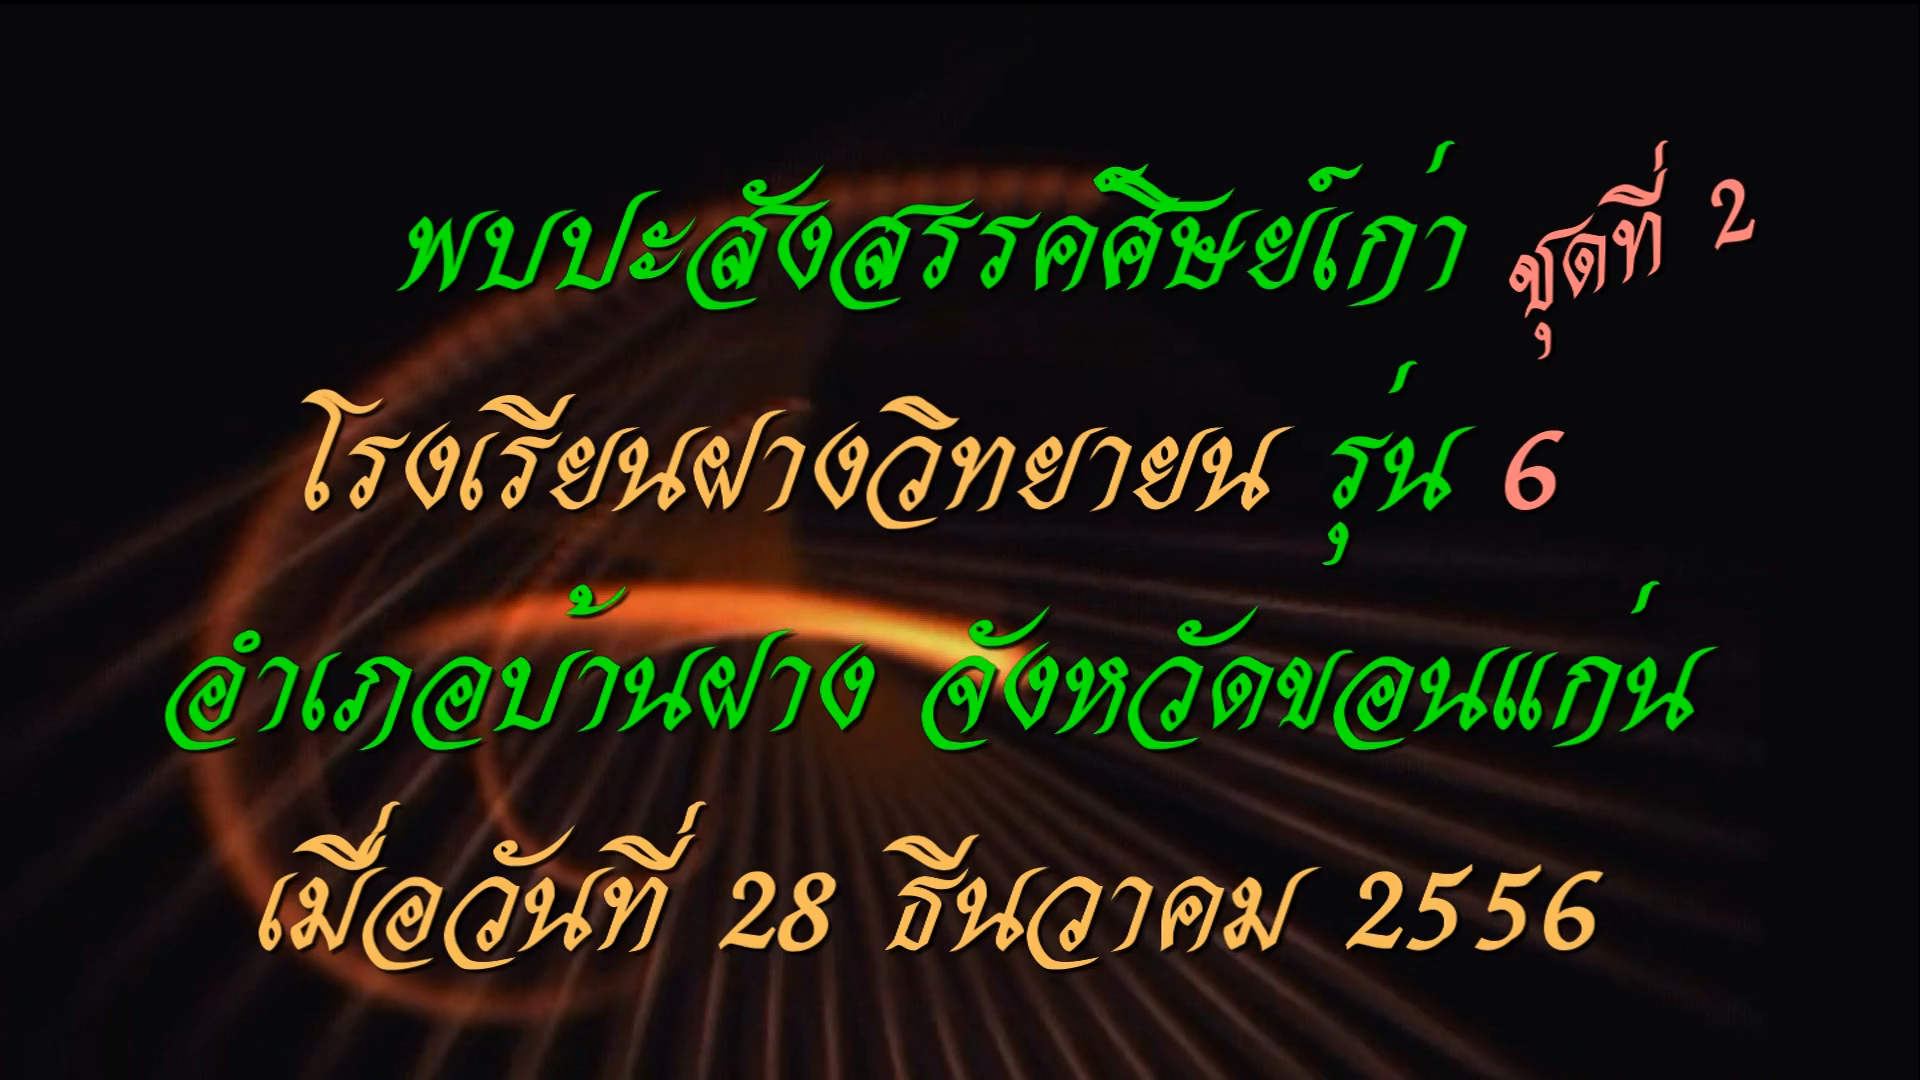 พบปะสังสรรคศิษย์เก่า ชุดที่ 2
โรงเรียนฝางวิทยายน รุ่น 6
อำเภอบ้านฝาง จังหวัดขอนแก่น
เมื่อวันที่ 28 ธีนวาคม 2556